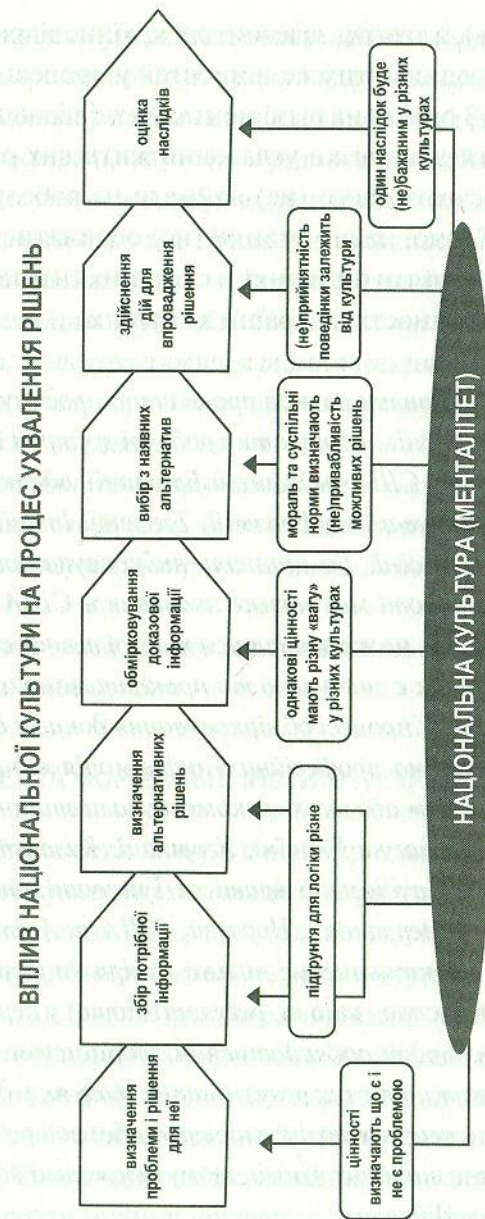 ВПЛИВ НАЦІОНАЛЬНОЇ КУЛЬТУРИ НА ПРОЦЕС УХВАЛЕННЯ РІШЕНЬ
визначення
проблеми і рішення
для неї
збір потрібної
інформації
визначення
альтернативних
рішень
обмірковування
доказової
інформації
вибір з наявних
альтернатив
здійснення
дій для
впровадження
рішення
оцінка
наслідків
цінності
визначають що є і
не є проблемою
підґрунтя для логіки різне
однакові цінності
мають різну «вагу»
у різних культурах
мораль та суспільні
норми визначають
(не)привабливість
можливих рішень
(не)прийнятність
поведінки залежить
від культури
один наслідок буде
(не)бажаним у різних
культурах
НАЦІОНАЛЬНА КУЛЬТУРА (МЕНТАЛІТЕТ)